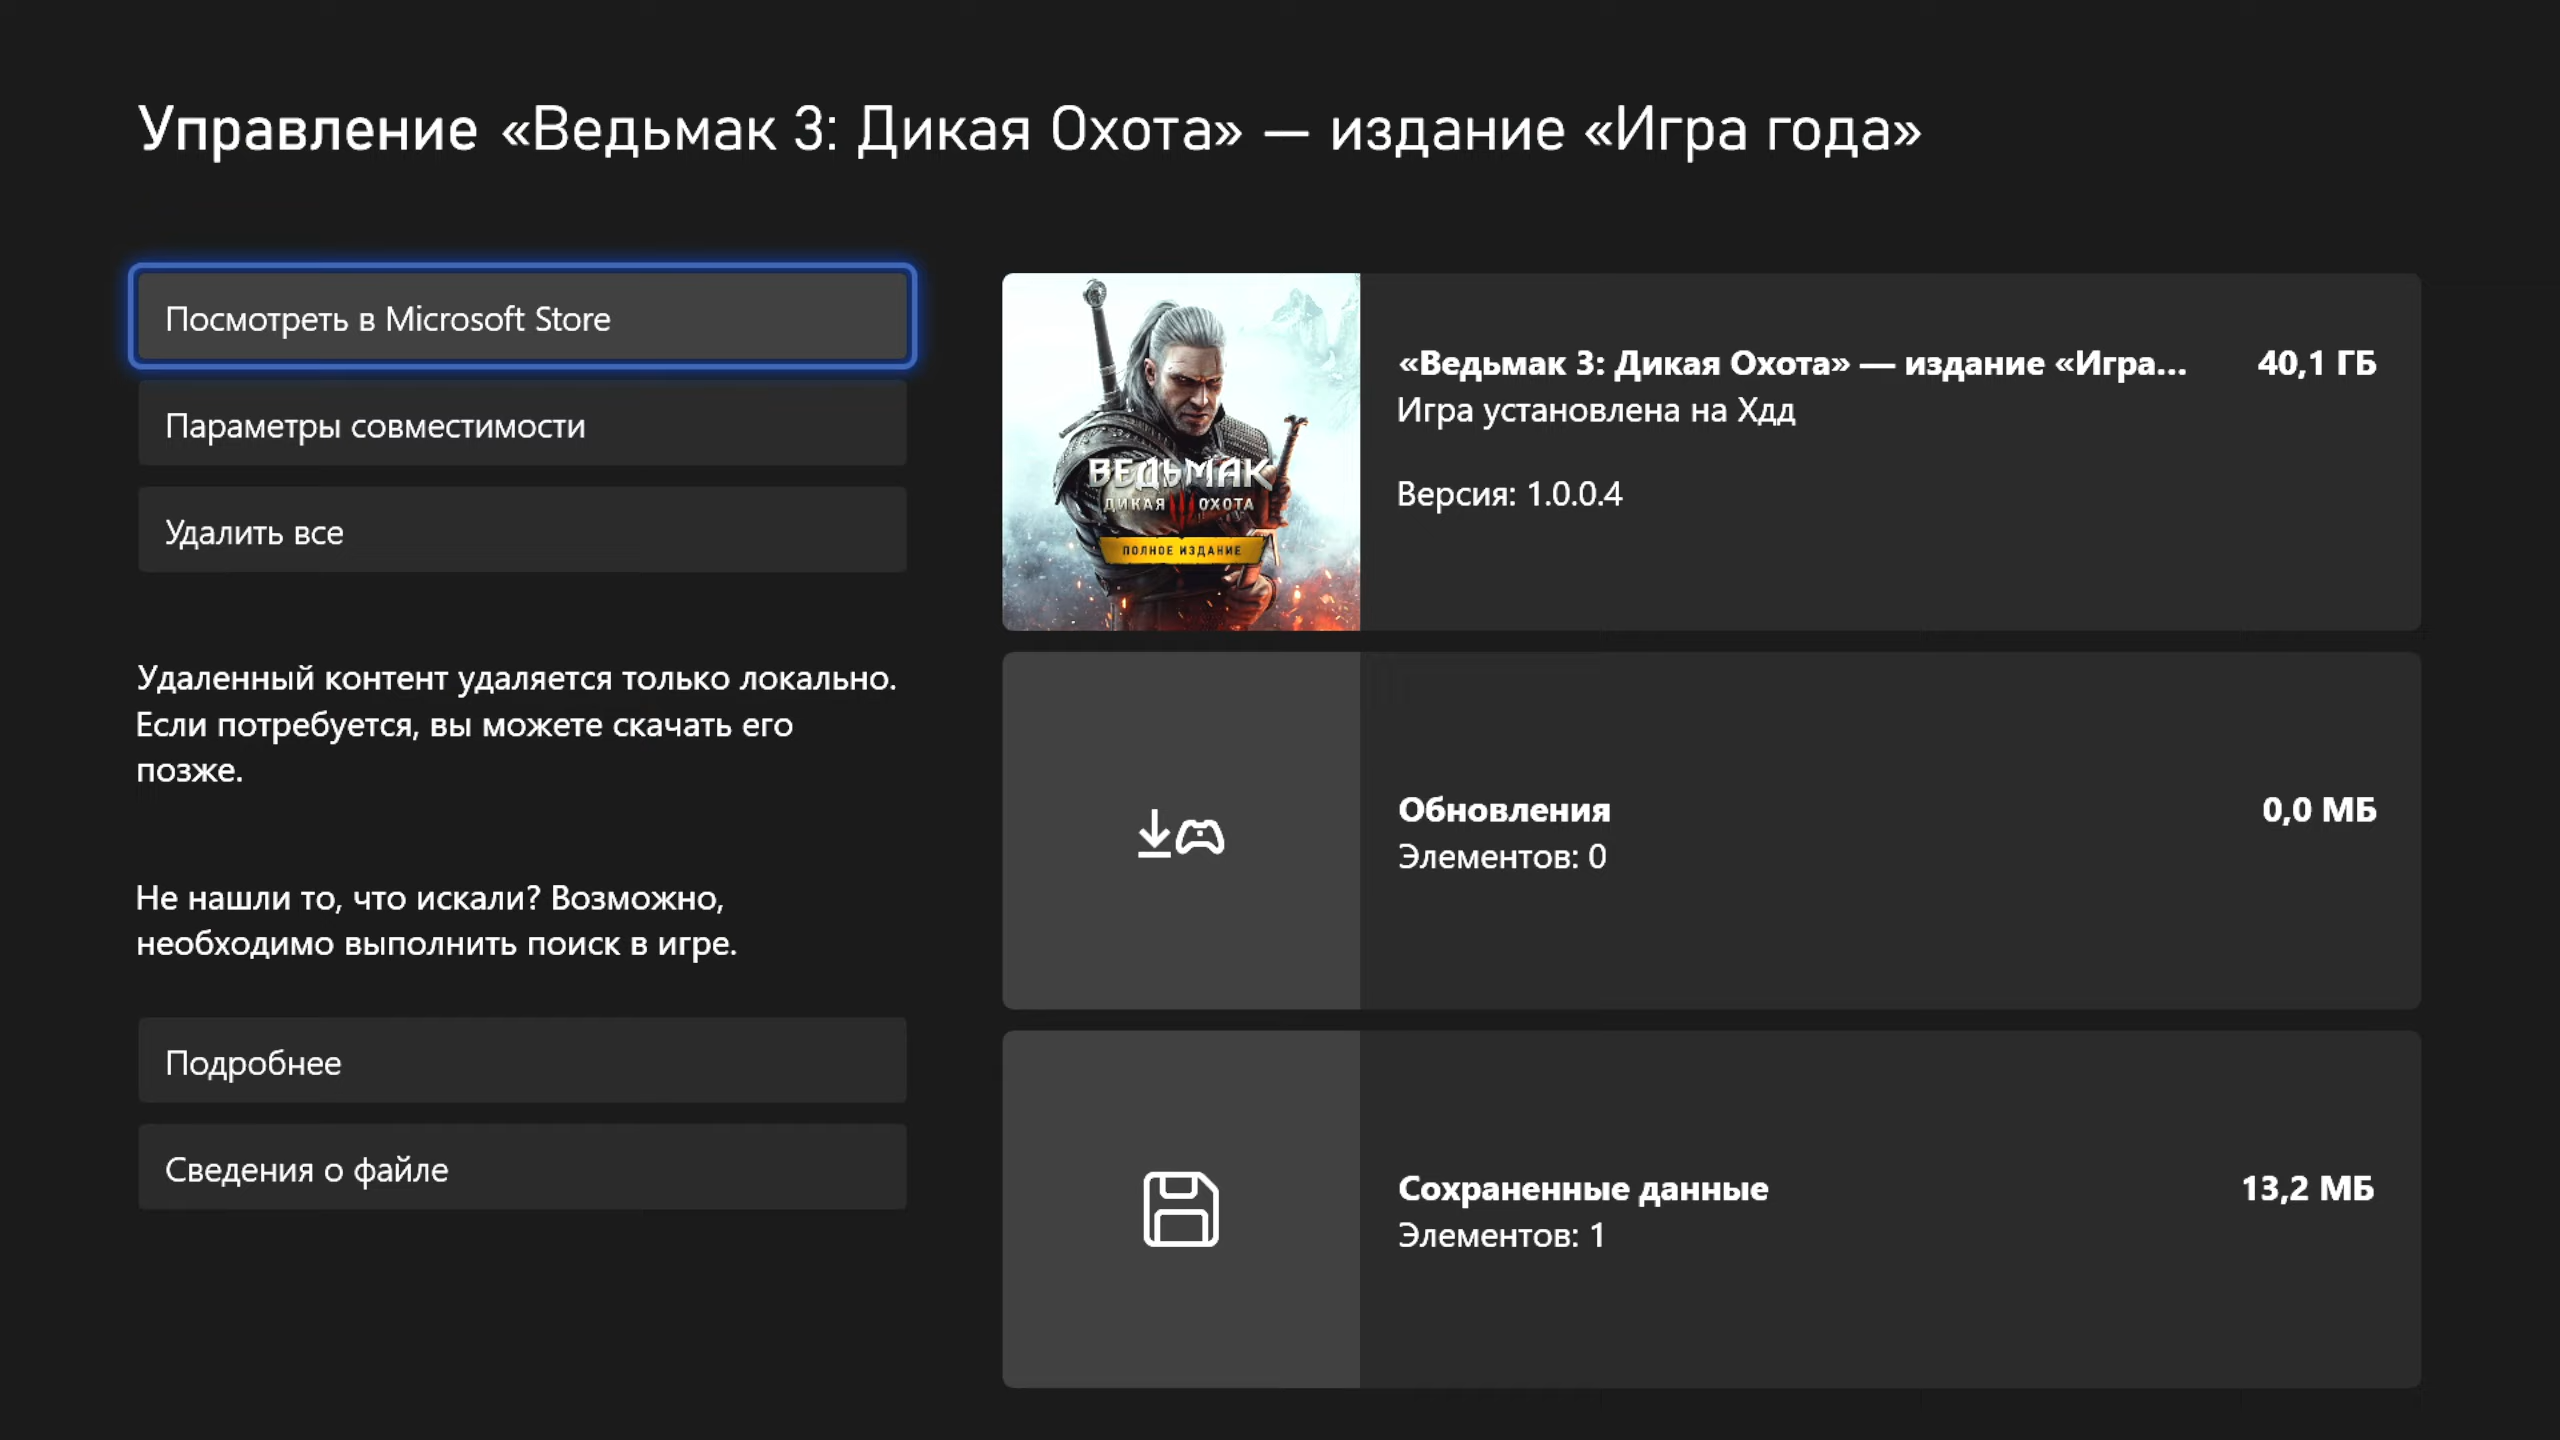 Управление «Ведьмак 3: Дикая Охота» — издание «Игра года»
Посмотреть в Microsoft Store
Параметры совместимости
Удалить все
Удаленный контент удаляется только локально.
Если потребуется, вы можете скачать его
позже.
Не нашли то, что искали? Возможно,
необходимо выполнить поиск в игре.
Подробнее
Сведения о файле
ВЕДЬМАК
ДИКАЯ III ОХОТА
ПОЛНОЕ ИЗДАНИЕ
«Ведьмак 3: Дикая Охота» — издание «Игра... 40,1 ГБ
Игра установлена на Хдд
Версия: 1.0.0.4
Обновления 0,0 МБ
Элементов: 0
Сохраненные данные 13,2 МБ
Элементов: 1